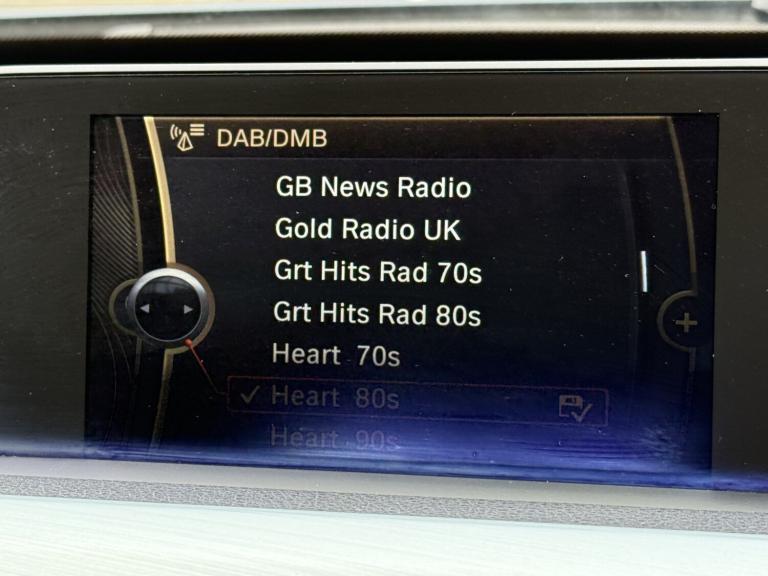 DAB/DMB
GB News Radio
Gold Radio UK
Grt Hits Rad 70s
Grt Hits Rad 80s
Heart 70s
Heart 80s
Heart 90s